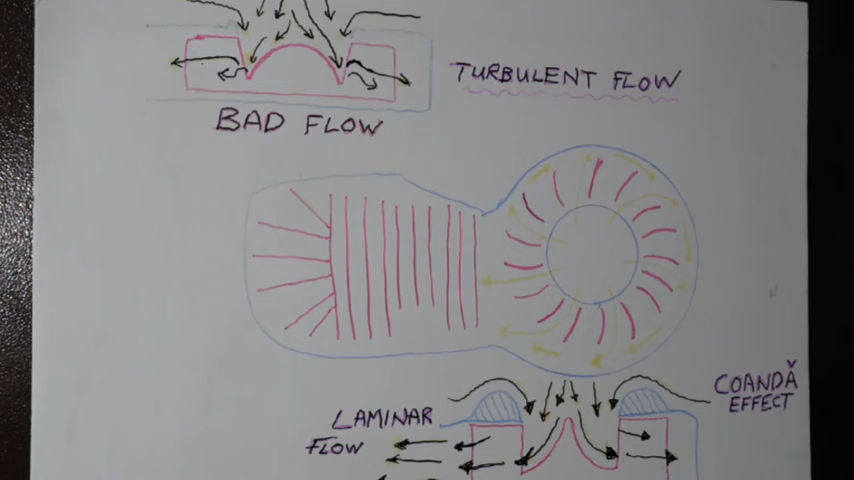 TURBULENT FLOW
BAD FLOW
COANDĂ
EFFECT
LAMINAR
FLOW